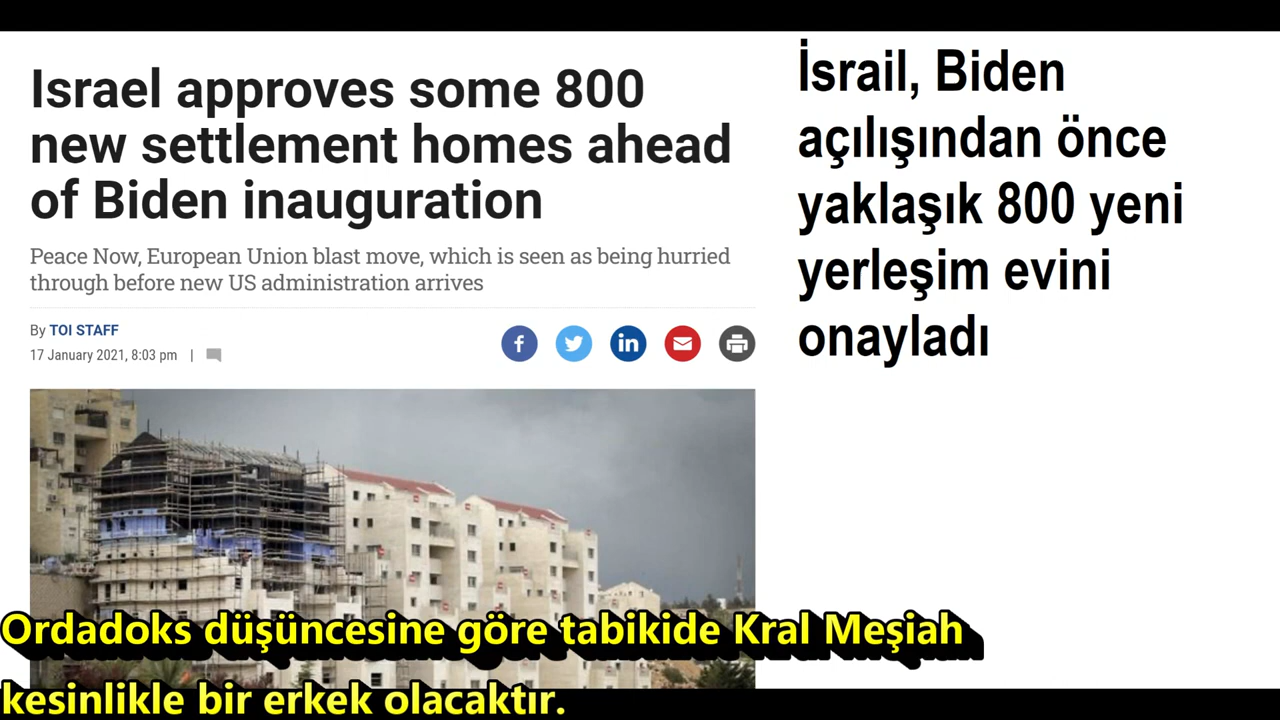 Israel approves some 800
new settlement homes ahead
of Biden inauguration
Peace Now, European Union blast move, which is seen as being hurried
through before new US administration arrives
By TOI STAFF
17 January 2021, 8:03 pm |
İsrail, Biden
açılışından önce
yaklaşık 800 yeni
yerleşim evini
onayladı
Ordadoks düşüncesine göre tabikide Kral Meşiah
kesinlikle bir erkek olacaktır.